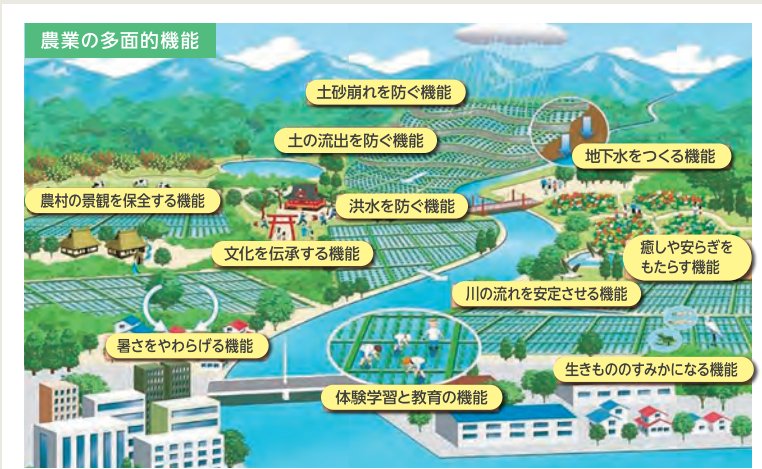 農業の多面的機能
土砂崩れを防ぐ機能
土の流出を防ぐ機能
地下水をつくる機能
農村の景観を保全する機能
洪水を防ぐ機能
文化を伝承する機能
癒しや安らぎを
もたらす機能
川の流れを安定させる機能
暑さをやわらげる機能
生きもののすみかになる機能
体験学習と教育の機能